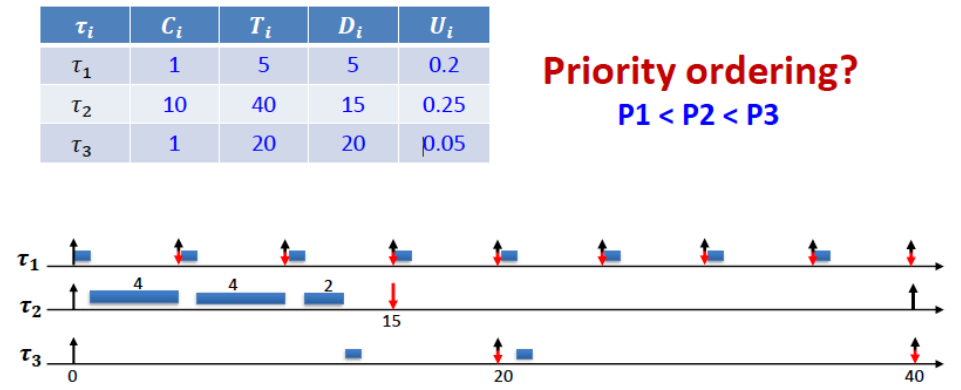 τᵢ Cᵢ Tᵢ Dᵢ Uᵢ
τ₁ 1 5 5 0.2
τ₂ 10 40 15 0.25
τ₃ 1 20 20 0.05
Priority ordering?
P1 < P2 < P3
τ₁
4 4 2
τ₂
15
τ₃
0 20 40